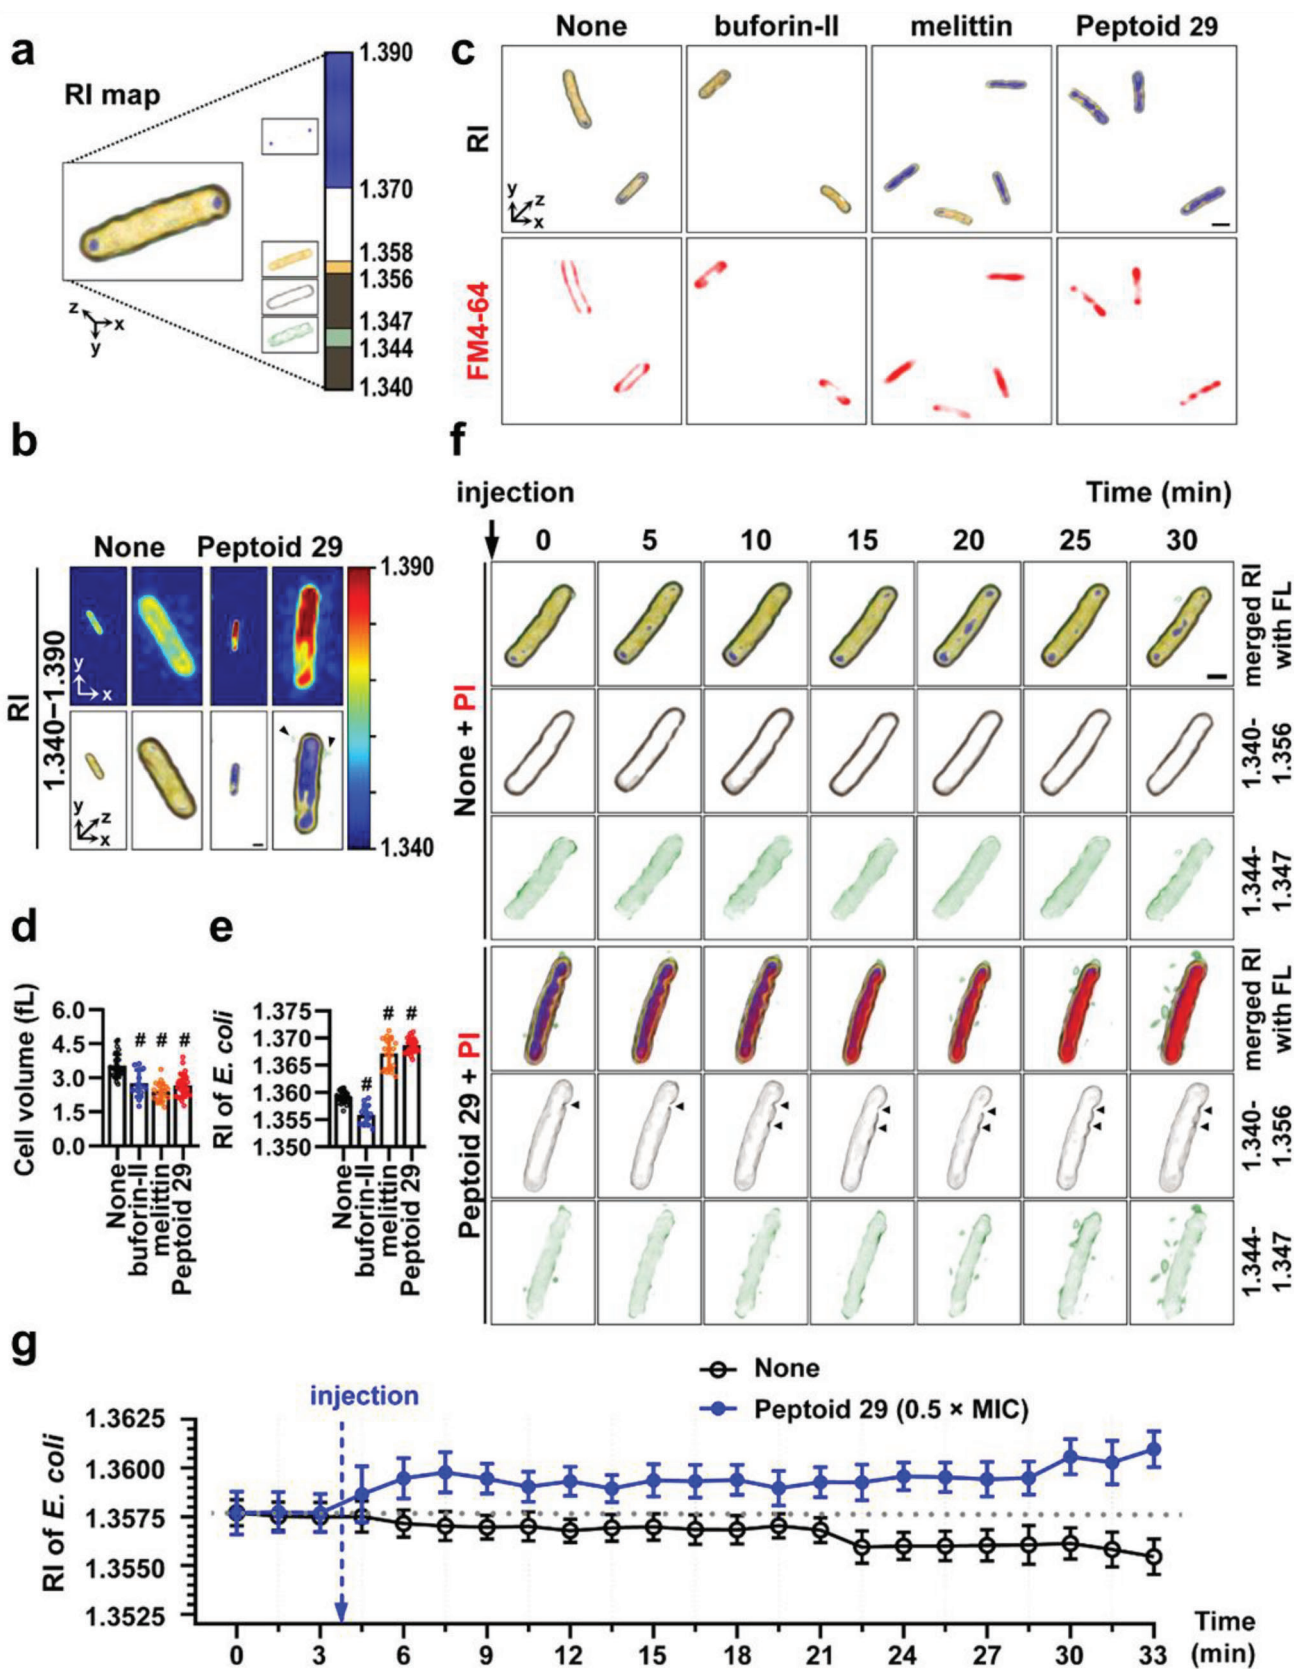 a
RI map
1.390
1.370
1.358
1.356
1.347
1.344
1.340
z
x
y
c
None buforin-II melittin Peptoid 29
RI
y
z
x
FM4-64
b
None Peptoid 29
RI
1.340–1.390
y
x
y
z
x
1.390
1.340
d
Cell volume (fL)
6.0
4.5
3.0
1.5
0.0
# # #
None
buforin-II
melittin
Peptoid 29
e
RI of E. coli
1.375
1.370
1.365
1.360
1.355
1.350
# # #
None
buforin-II
melittin
Peptoid 29
f
injection
Time (min)
0 5 10 15 20 25 30
None + PI
merged RI
with FL
1.340-
1.356
1.344-
1.347
Peptoid 29 + PI
merged RI
with FL
1.340-
1.356
1.344-
1.347
g
None
Peptoid 29 (0.5 × MIC)
injection
RI of E. coli
1.3625
1.3600
1.3575
1.3550
1.3525
0 3 6 9 12 15 18 21 24 27 30 33
Time
(min)